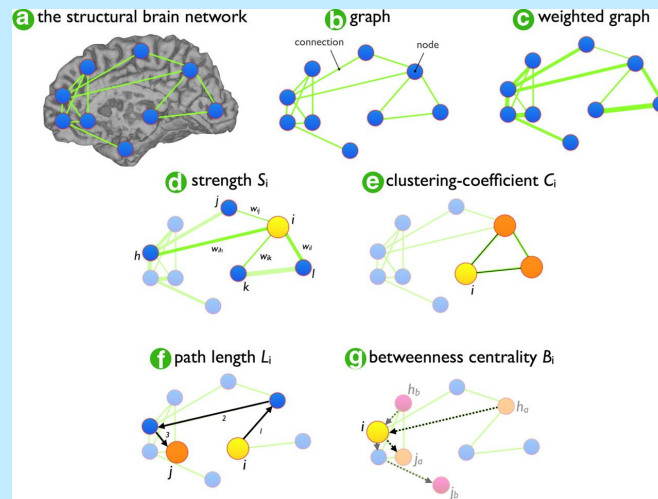 a the structural brain network
b graph
connection
node
c weighted graph
d strength Si
j
wij
i
h
wih
wik
wil
k
l
e clustering-coefficient Ci
i
f path length Li
2
3
1
j
i
g betweenness centrality Bi
hb
ha
i
ja
jb